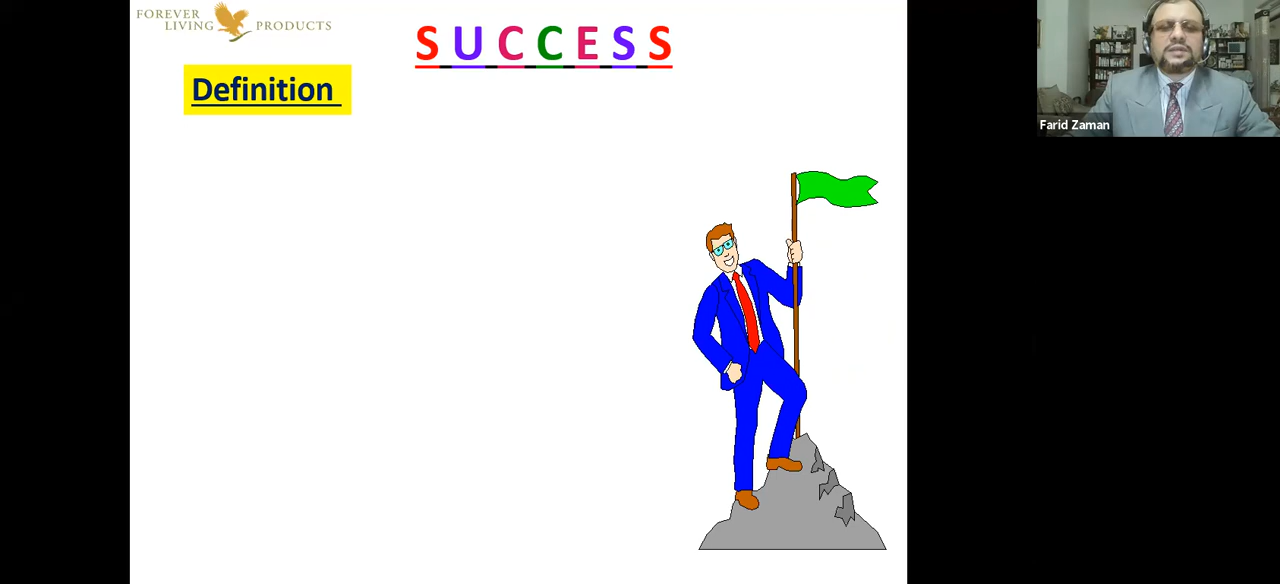 FOREVER
LIVING PRODUCTS
SUCCESS
Definition
Farid Zaman